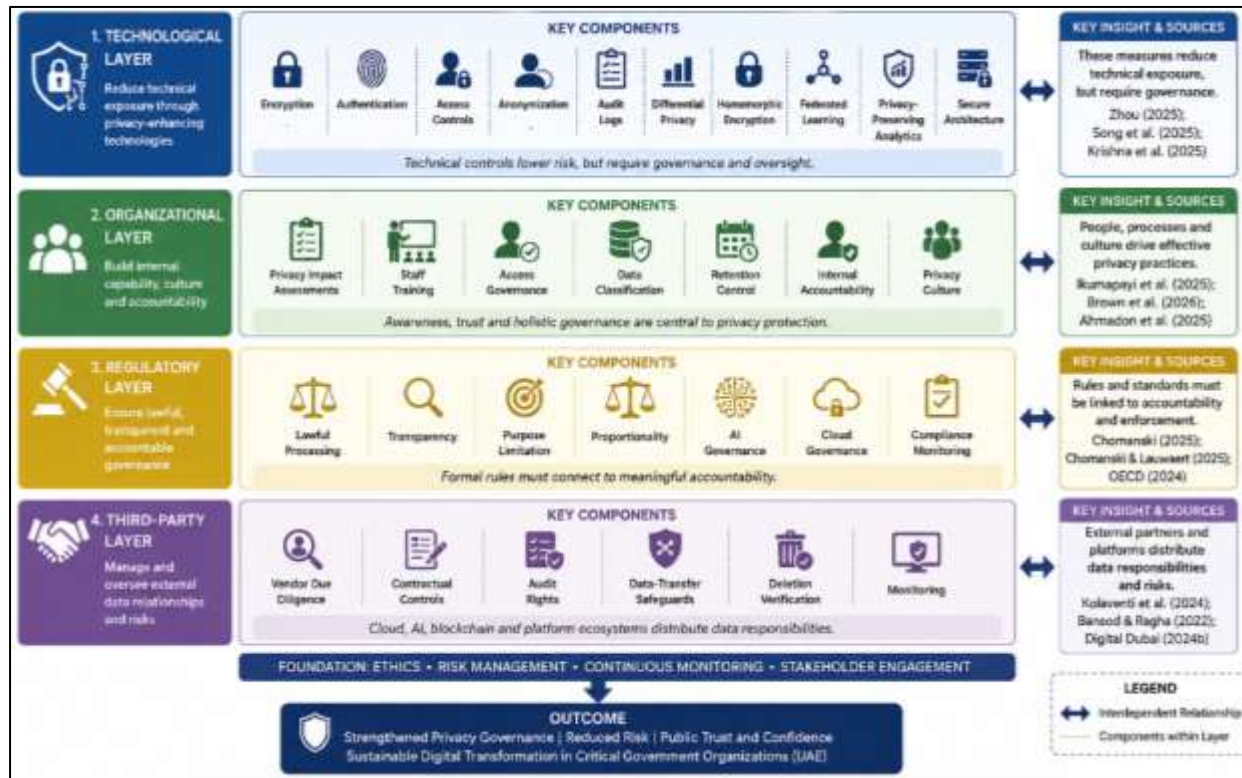 1. TECHNOLOGICAL
LAYER
Reduce technical
exposure through
privacy-enhancing
technologies
KEY COMPONENTS
Encryption
Authentication
Access
Controls
Anonymization
Audit
Logs
Differential
Privacy
Homomorphic
Encryption
Federated
Learning
Privacy-
Preserving
Analytics
Secure
Architecture
Technical controls lower risk, but require governance and oversight.
KEY INSIGHT & SOURCES
These measures reduce
technical exposure,
but require governance.
Zhou (2025);
Song et al. (2025);
Krishna et al. (2025)
2. ORGANIZATIONAL
LAYER
Build internal
capability, culture
and accountability
KEY COMPONENTS
Privacy Impact
Assessments
Staff
Training
Access
Governance
Data
Classification
Retention
Control
Internal
Accountability
Privacy
Culture
Awareness, trust and holistic governance are central to privacy protection.
KEY INSIGHT & SOURCES
People, processes and
culture drive effective
privacy practices.
Ikumapayi et al. (2025);
Brown et al. (2026);
Ahmadon et al. (2025)
3. REGULATORY
LAYER
Ensure lawful,
transparent and
accountable
governance
KEY COMPONENTS
Lawful
Processing
Transparency
Purpose
Limitation
Proportionality
AI
Governance
Cloud
Governance
Compliance
Monitoring
Formal rules must connect to meaningful accountability.
KEY INSIGHT & SOURCES
Rules and standards must
be linked to accountability
and enforcement.
Chomanski (2025);
Chomanski & Lauwaert (2025);
OECD (2024)
4. THIRD-PARTY
LAYER
Manage and
oversee external
data relationships
and risks
KEY COMPONENTS
Vendor Due
Diligence
Contractual
Controls
Audit
Rights
Data-Transfer
Safeguards
Deletion
Verification
Monitoring
Cloud, AI, blockchain and platform ecosystems distribute data responsibilities.
KEY INSIGHT & SOURCES
External partners and
platforms distribute
data responsibilities
and risks.
Kolaventi et al. (2024);
Bansod & Ragha (2022);
Digital Dubai (2024b)
FOUNDATION: ETHICS • RISK MANAGEMENT • CONTINUOUS MONITORING • STAKEHOLDER ENGAGEMENT
OUTCOME
Strengthened Privacy Governance | Reduced Risk | Public Trust and Confidence
Sustainable Digital Transformation in Critical Government Organizations (UAE)
LEGEND
Interdependent Relationship
Components within Layer